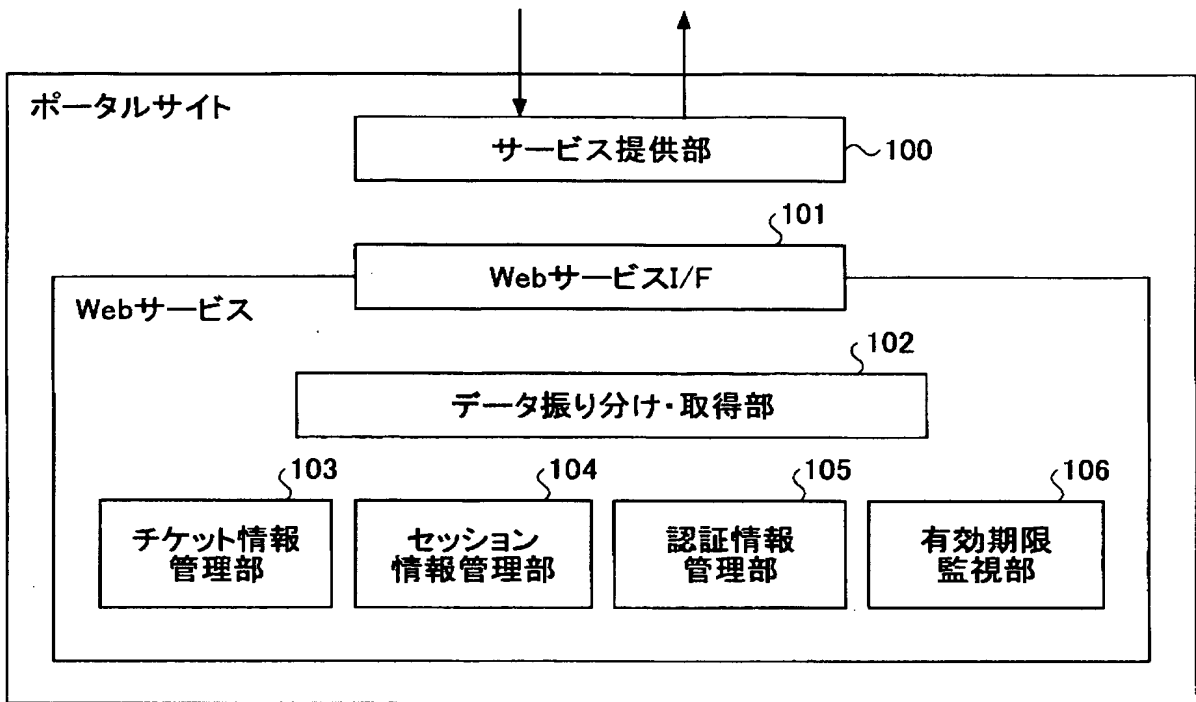 ポータルサイト
サービス提供部
100
101
WebサービスI/F
Webサービス
102
データ振り分け・取得部
103
104
105
106
チケット情報
管理部
セッション
情報管理部
認証情報
管理部
有効期限
監視部